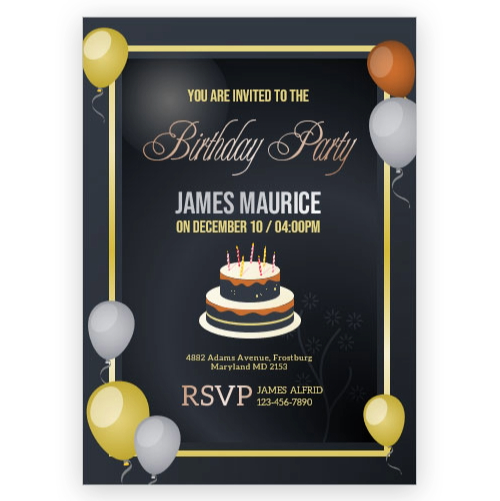 YOU ARE INVITED TO THE
Birthday Party
JAMES MAURICE
ON DECEMBER 10 / 04:00PM
4882 Adams Avenue, Frostburg
Maryland MD 2153
RSVP JAMES ALFRID
123-456-7890